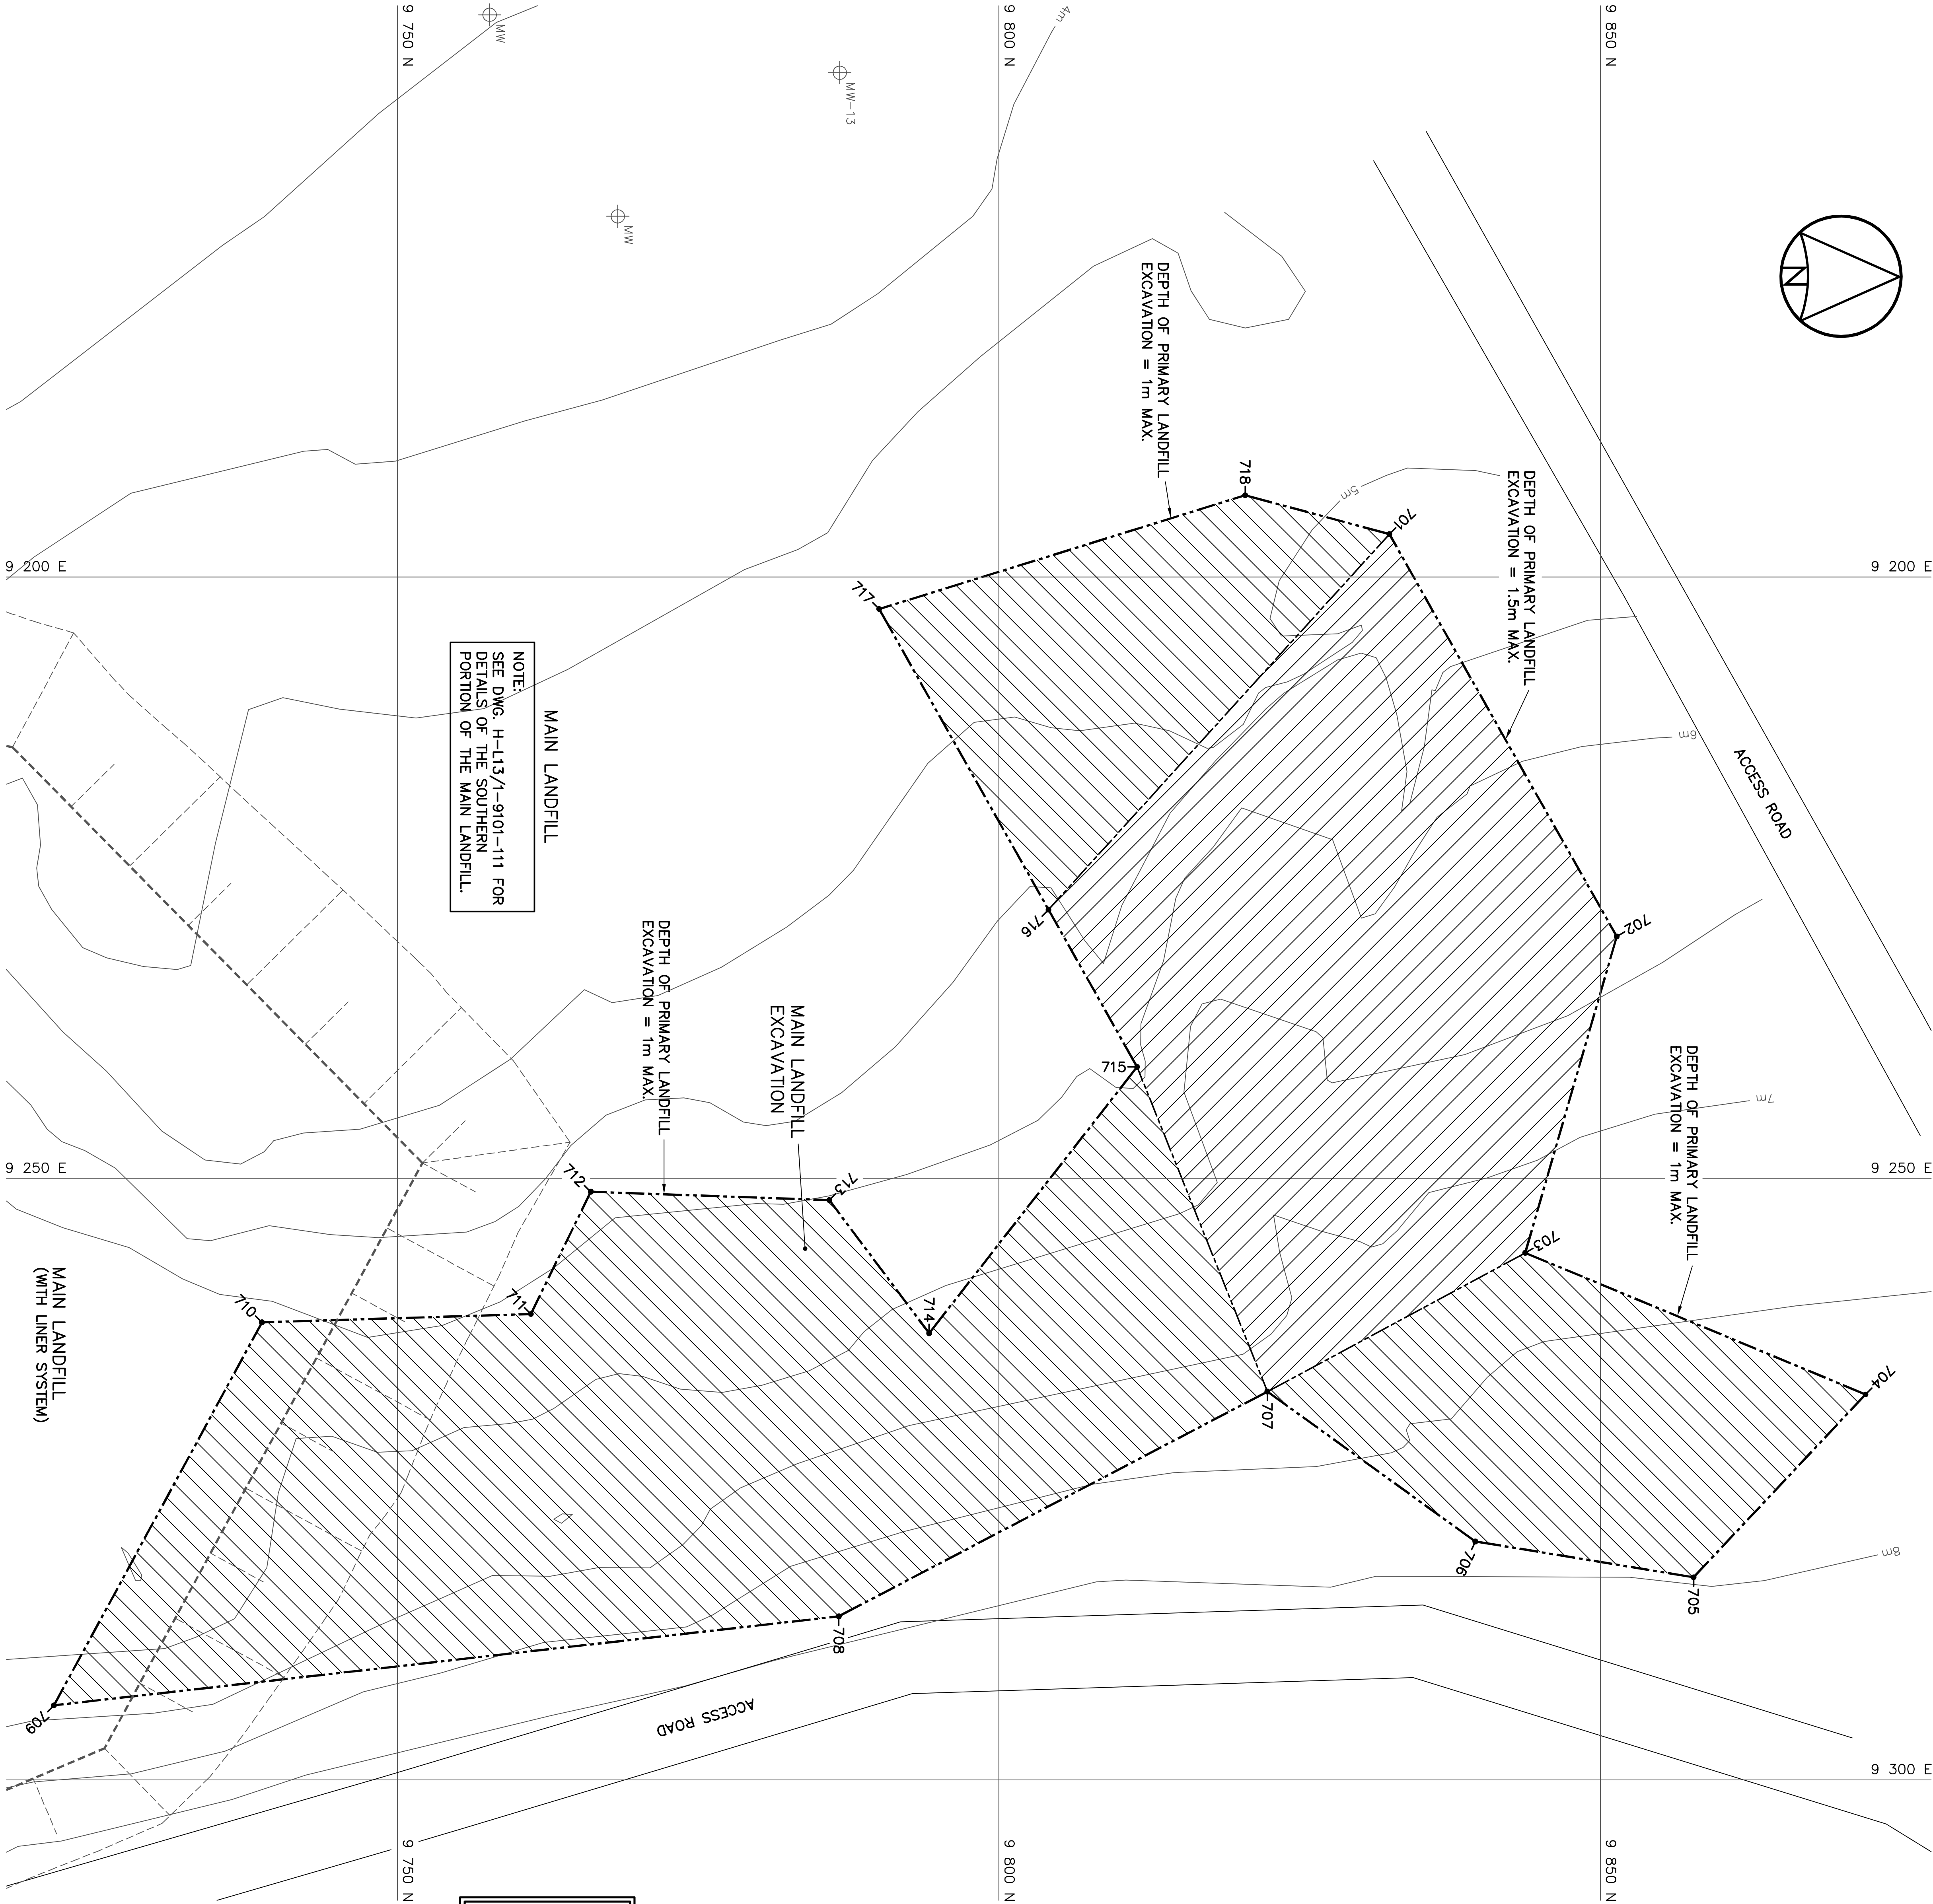 9 750 N
9 800 N
9 850 N
4m
MW
MW-13
MW
N
DEPTH OF PRIMARY LANDFILL
EXCAVATION = 1m MAX.
718
5m
701
DEPTH OF PRIMARY LANDFILL
EXCAVATION = 1.5m MAX.
9 200 E
9 200 E
717
ACCESS ROAD
6m
MAIN LANDFILL
NOTE:
SEE DWG. H-L13/1-9101-111 FOR
DETAILS OF THE SOUTHERN
PORTION OF THE MAIN LANDFILL.
716
702
DEPTH OF PRIMARY LANDFILL
EXCAVATION = 1m MAX.
MAIN LANDFILL
EXCAVATION
715
DEPTH OF PRIMARY LANDFILL
EXCAVATION = 1m MAX.
7m
9 250 E
9 250 E
712
713
703
MAIN LANDFILL
(WITH LINER SYSTEM)
710
711
714
707
704
706
705
8m
708
709
ACCESS ROAD
9 300 E
9 750 N
9 800 N
9 850 N